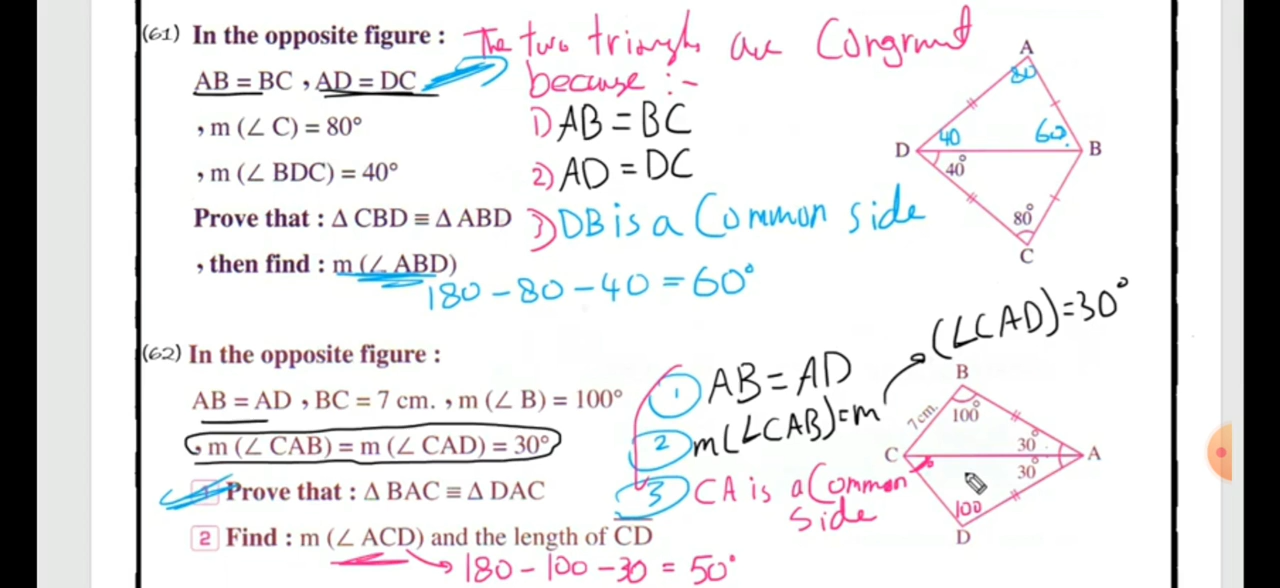 (61) In the opposite figure :
The two triangls are Congrunt
because :-
AB = BC , AD = DC
1) AB = BC
, m (∠ C) = 80°
2) AD = DC
, m (∠ BDC) = 40°
3) DB is a Common side
Prove that : Δ CBD ≡ Δ ABD
, then find : m (∠ ABD)
180 - 80 - 40 = 60°
A
80
D
40
60
B
40°
80°
C
(62) In the opposite figure :
AB = AD , BC = 7 cm. , m (∠ B) = 100°
, m (∠ CAB) = m (∠ CAD) = 30°
1 Prove that : Δ BAC ≡ Δ DAC
2 Find : m (∠ ACD) and the length of CD
180 - 100 - 30 = 50°
1 AB = AD
2 m(∠CAB) = m
(∠CAD) = 30°
3 CA is a Common
side
B
7 cm.
100°
C
30°
A
30°
100
D